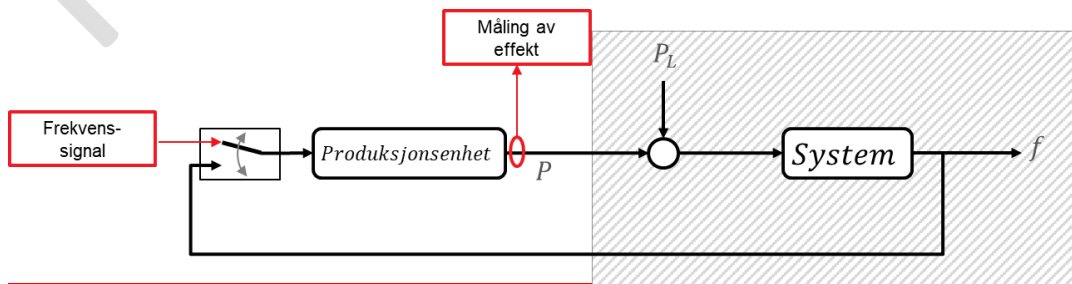 Måling av
effekt
P_L
Frekvens-
signal
Produksjonsenhet
P
System
f